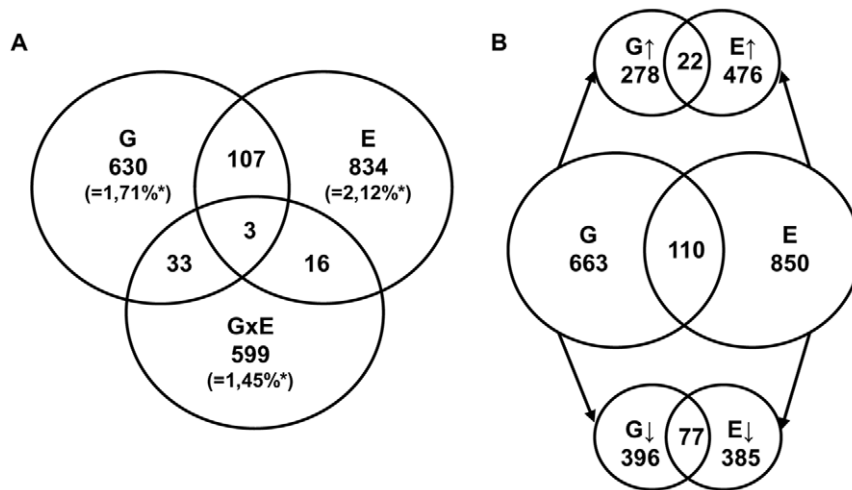 A
G
630
(=1,71%*)
107
E
834
(=2,12%*)
3
33
16
GxE
599
(=1,45%*)
B
G↑
278
22
E↑
476
G
663
110
E
850
G↓
396
77
E↓
385